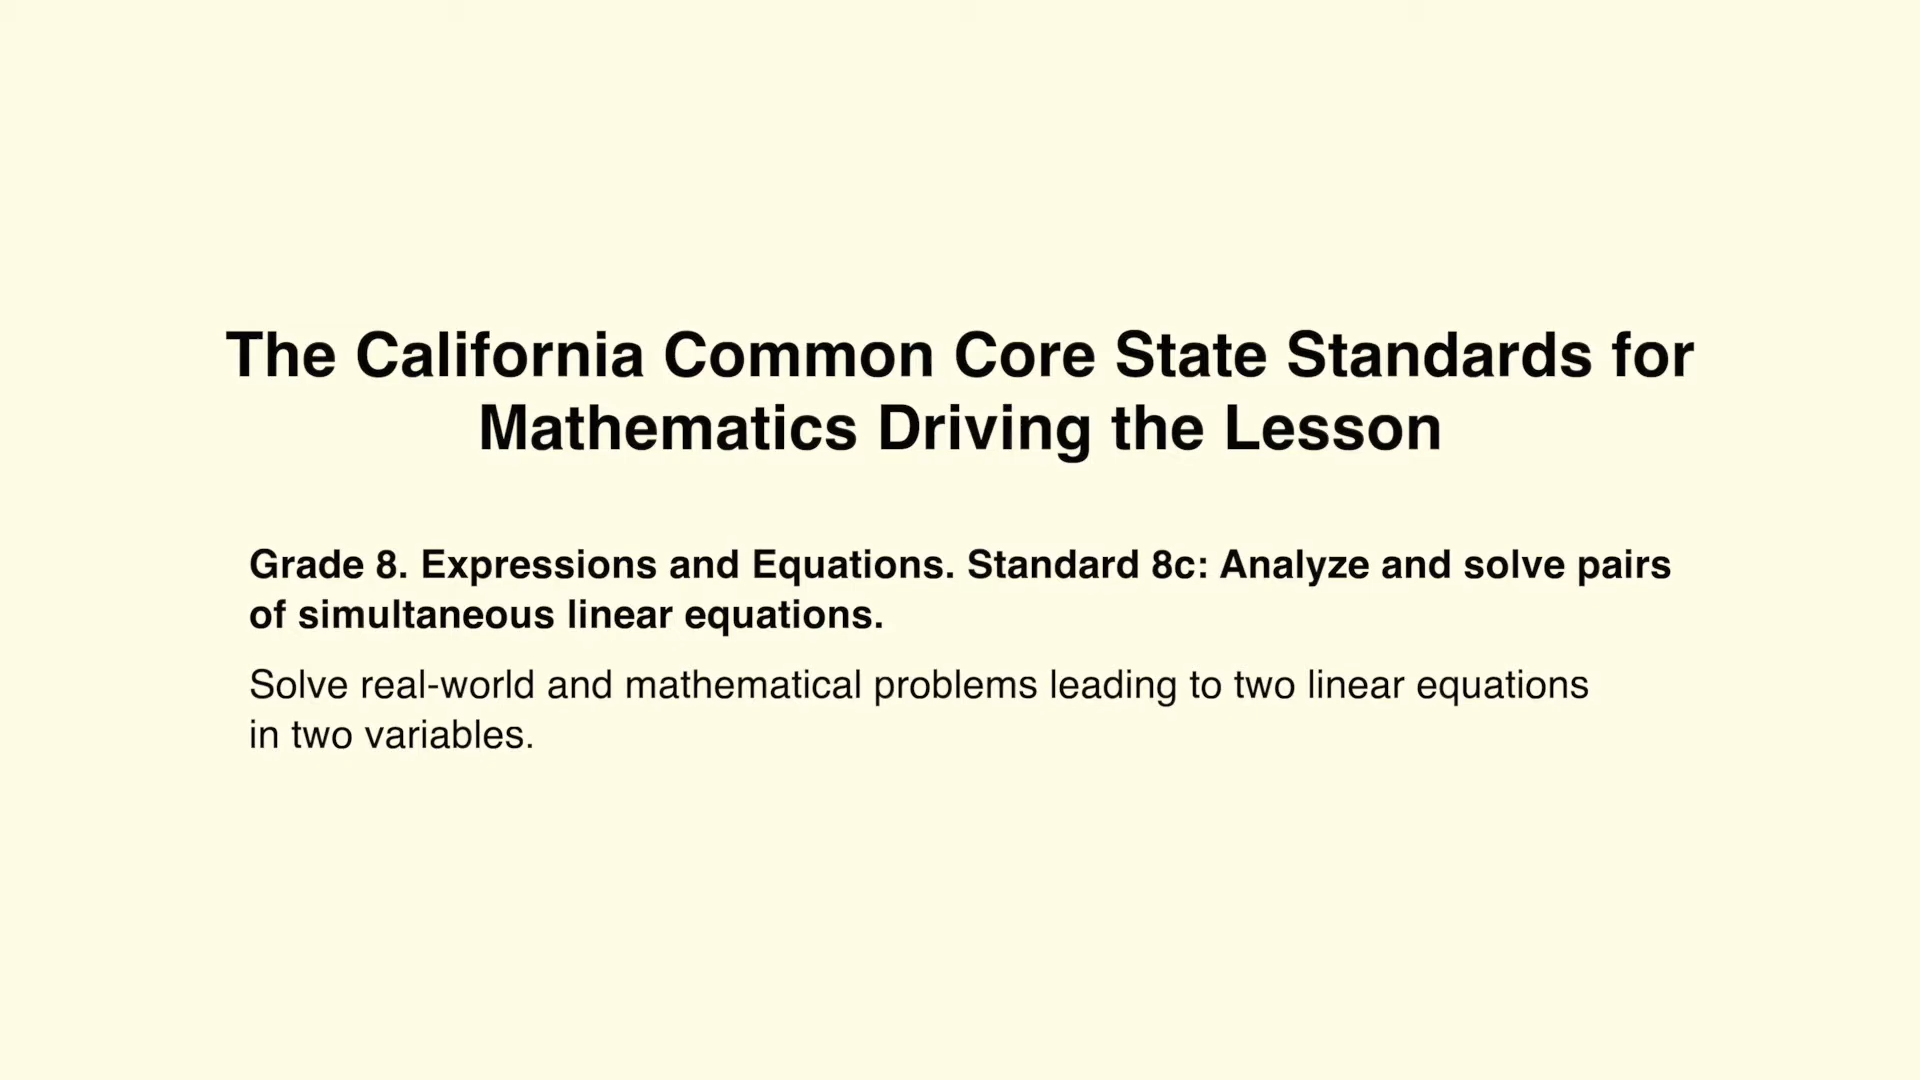 The California Common Core State Standards for
Mathematics Driving the Lesson
Grade 8. Expressions and Equations. Standard 8c: Analyze and solve pairs
of simultaneous linear equations.
Solve real-world and mathematical problems leading to two linear equations
in two variables.